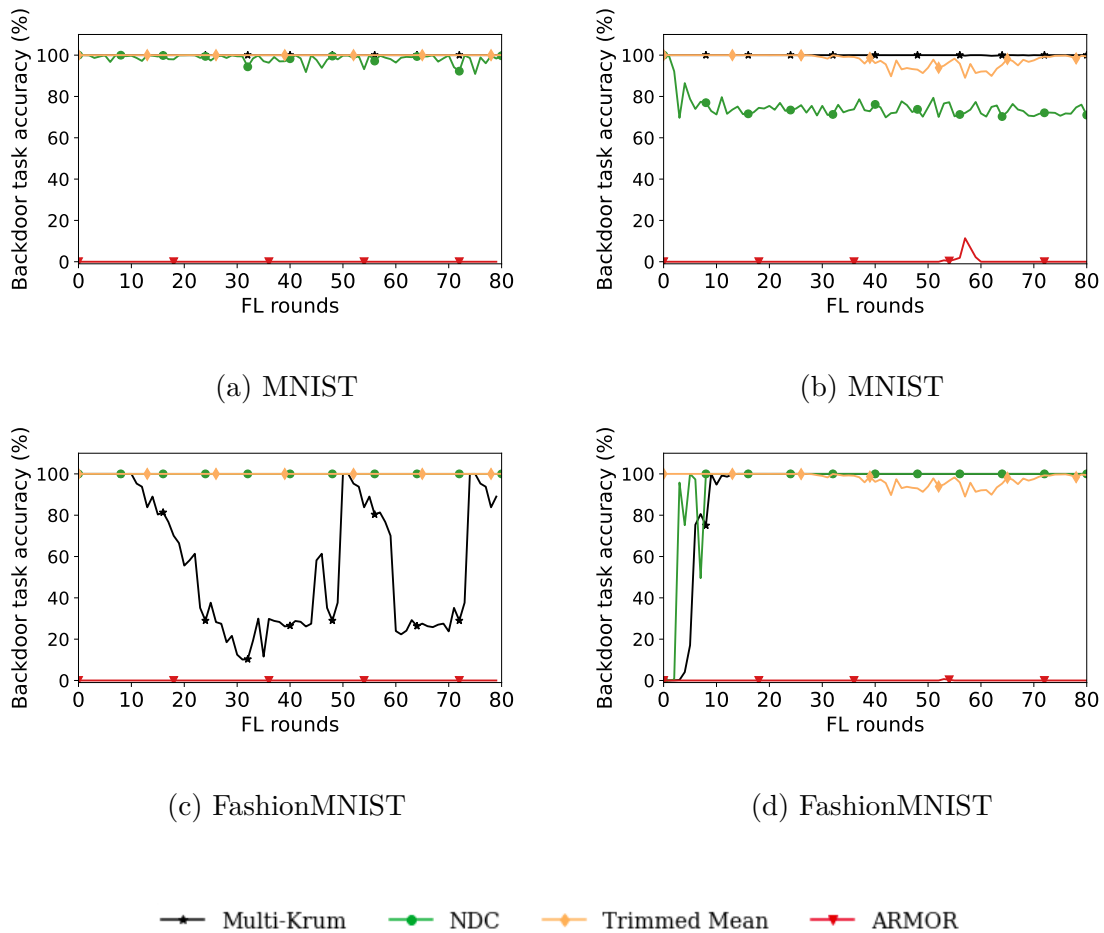 Backdoor task accuracy (%)
100
80
60
40
20
0
0 10 20 30 40 50 60 70 80
FL rounds
(a) MNIST
Backdoor task accuracy (%)
100
80
60
40
20
0
0 10 20 30 40 50 60 70 80
FL rounds
(b) MNIST
Backdoor task accuracy (%)
100
80
60
40
20
0
0 10 20 30 40 50 60 70 80
FL rounds
(c) FashionMNIST
Backdoor task accuracy (%)
100
80
60
40
20
0
0 10 20 30 40 50 60 70 80
FL rounds
(d) FashionMNIST
Multi-Krum NDC Trimmed Mean ARMOR